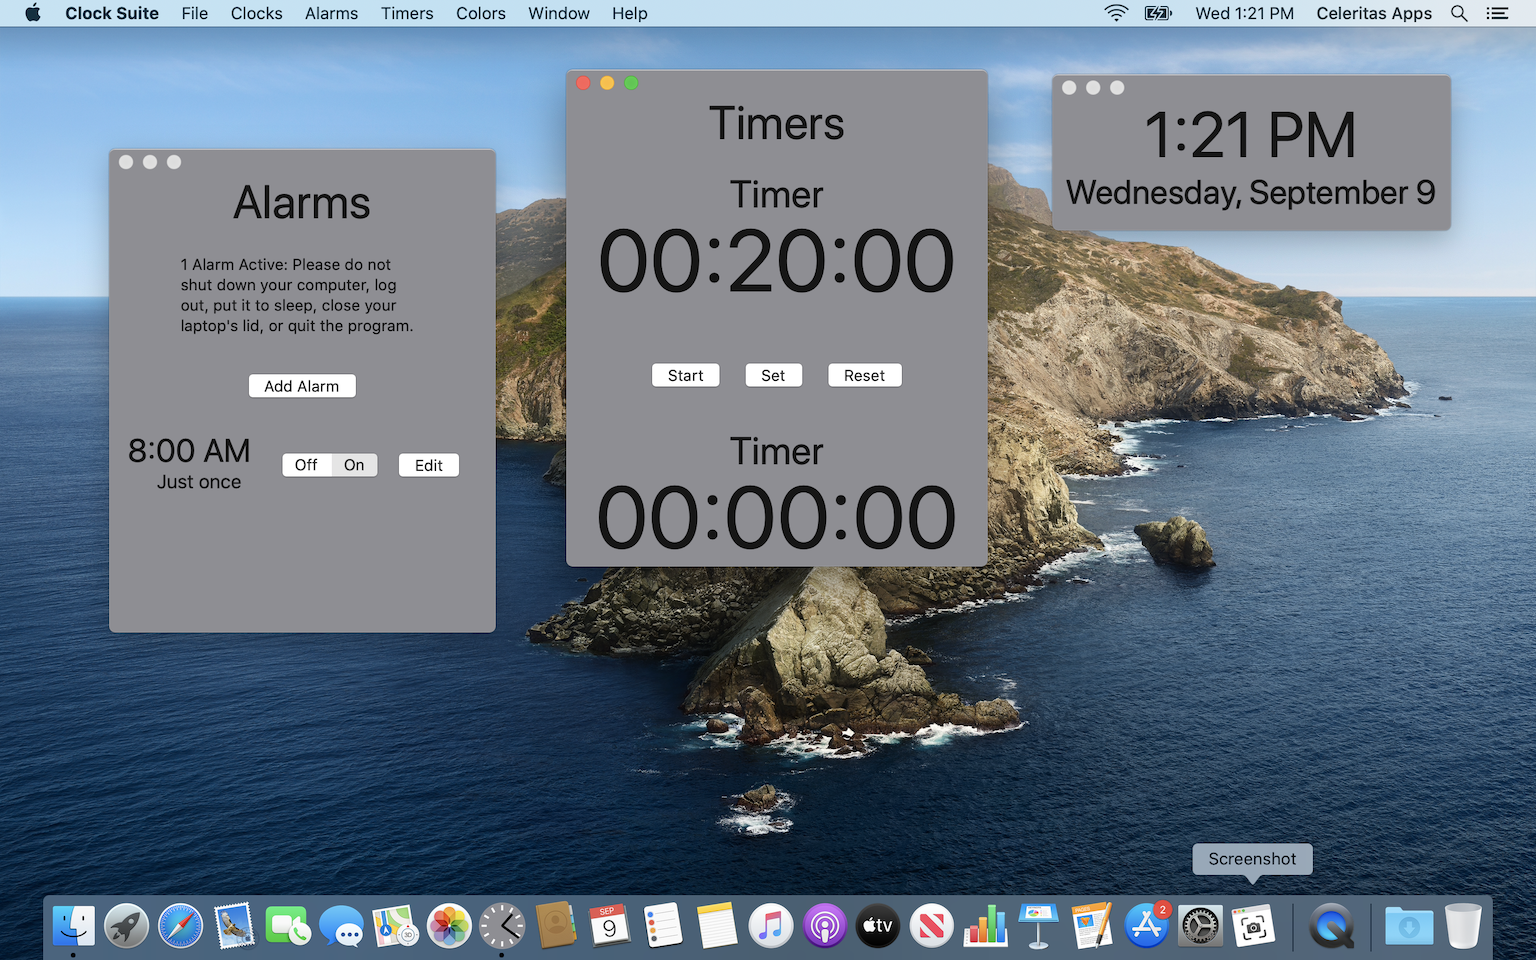 Clock Suite File Clocks Alarms Timers Colors Window Help Wed 1:21 PM Celeritas Apps
Alarms
1 Alarm Active: Please do not
shut down your computer, log
out, put it to sleep, close your
laptop's lid, or quit the program.
Add Alarm
8:00 AM
Just once
Off On Edit
Timers
Timer
00:20:00
Start Set Reset
Timer
00:00:00
1:21 PM
Wednesday, September 9
Screenshot
SEP
9
tv
PAGES
2
3D